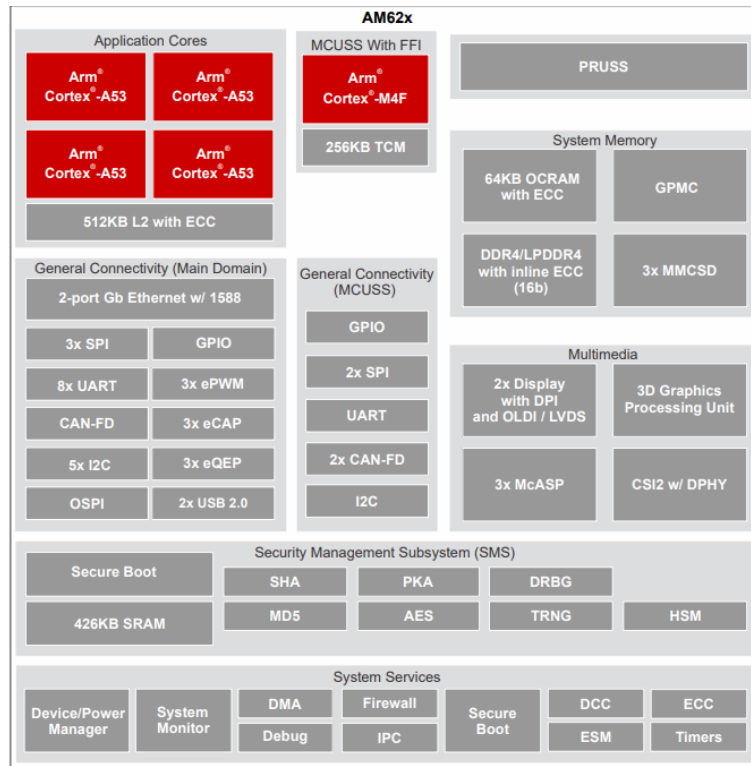 AM62x
Application Cores
Arm®
Cortex®-A53
Arm®
Cortex®-A53
Arm®
Cortex®-A53
Arm®
Cortex®-A53
512KB L2 with ECC
MCUSS With FFI
Arm®
Cortex®-M4F
256KB TCM
PRUSS
System Memory
64KB OCRAM
with ECC
GPMC
DDR4/LPDDR4
with inline ECC
(16b)
3x MMCSD
General Connectivity (Main Domain)
2-port Gb Ethernet w/ 1588
3x SPI
GPIO
8x UART
3x ePWM
CAN-FD
3x eCAP
5x I2C
3x eQEP
OSPI
2x USB 2.0
General Connectivity
(MCUSS)
GPIO
2x SPI
UART
2x CAN-FD
I2C
Multimedia
2x Display
with DPI
and OLDI / LVDS
3D Graphics
Processing Unit
3x McASP
CSI2 w/ DPHY
Security Management Subsystem (SMS)
Secure Boot
SHA
PKA
DRBG
426KB SRAM
MD5
AES
TRNG
HSM
System Services
Device/Power
Manager
System
Monitor
DMA
Firewall
Debug
IPC
Secure
Boot
DCC
ECC
ESM
Timers